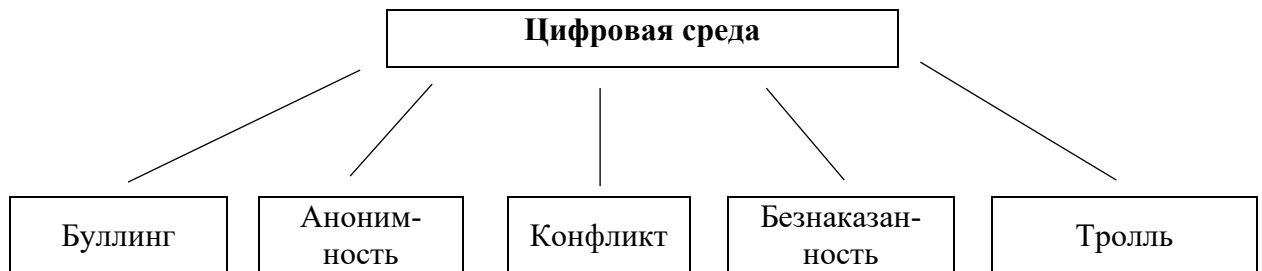 Цифровая среда
Буллинг
Аноним-
ность
Конфликт
Безнаказан-
ность
Тролль